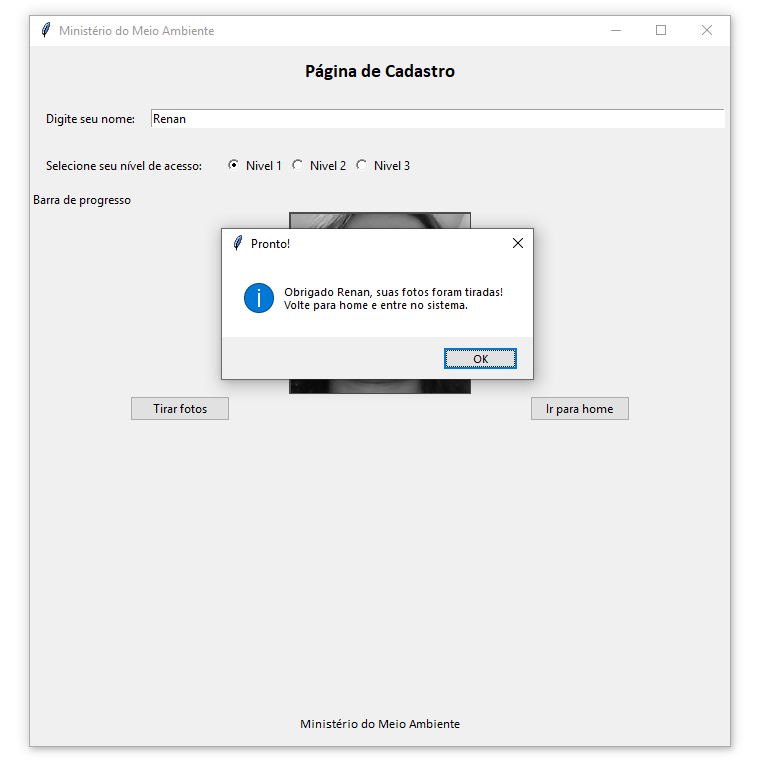 Ministério do Meio Ambiente
Página de Cadastro
Digite seu nome: Renan
Selecione seu nível de acesso: Nivel 1 Nivel 2 Nivel 3
Barra de progresso
Pronto!
Obrigado Renan, suas fotos foram tiradas!
Volte para home e entre no sistema.
OK
Tirar fotos Ir para home
Ministério do Meio Ambiente